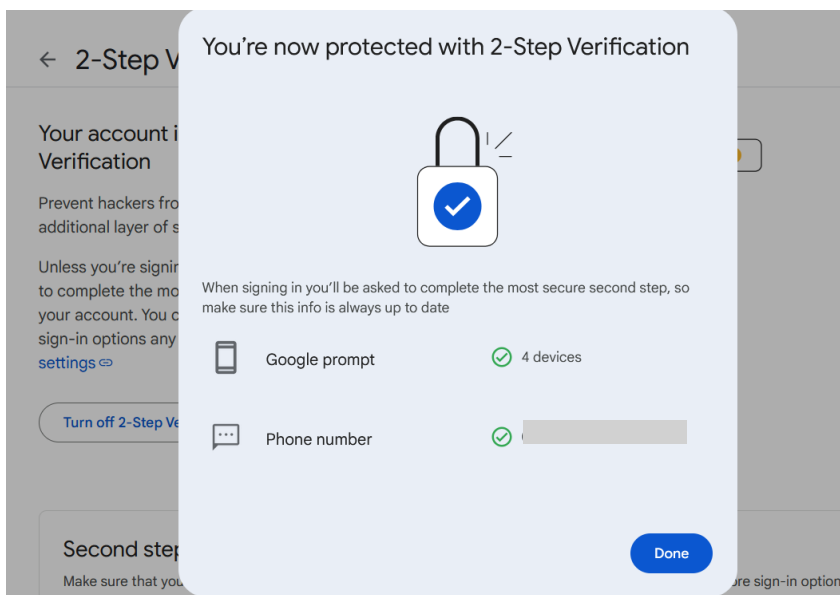 You're now protected with 2-Step Verification
When signing in you'll be asked to complete the most secure second step, so
make sure this info is always up to date
Google prompt
4 devices
Phone number
Done
2-Step V
Your account i
Verification
Prevent hackers fro
additional layer of s
Unless you're signin
to complete the mo
your account. You c
sign-in options any
settings
Turn off 2-Step Ve
Second step
Make sure that you
ore sign-in option